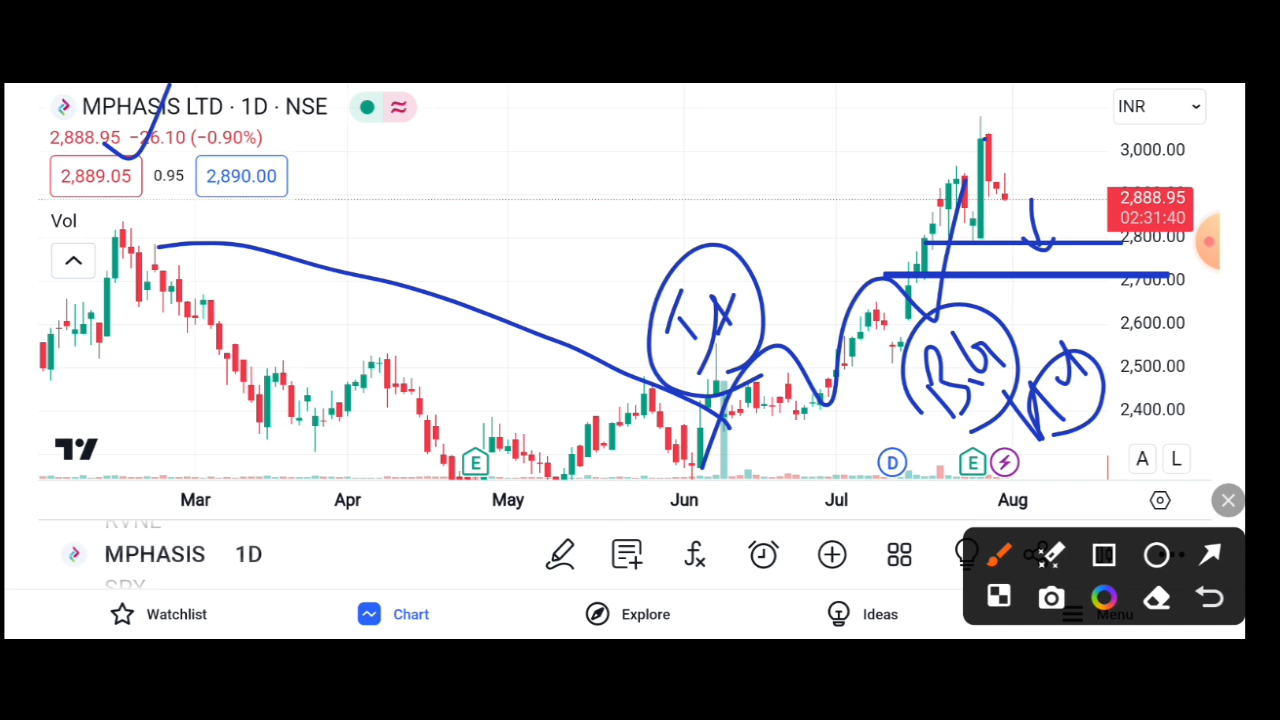 MPHASIS LTD · 1D · NSE
INR
2,888.95 −26.10 (−0.90%)
2,889.05 0.95 2,890.00
Vol
3,000.00
2,888.95
02:31:40
2,800.00
2,700.00
2,600.00
2,500.00
2,400.00
E D E
A L
Mar Apr May Jun Jul Aug
RVNL
MPHASIS 1D
SPY
Watchlist Chart Explore Ideas Menu